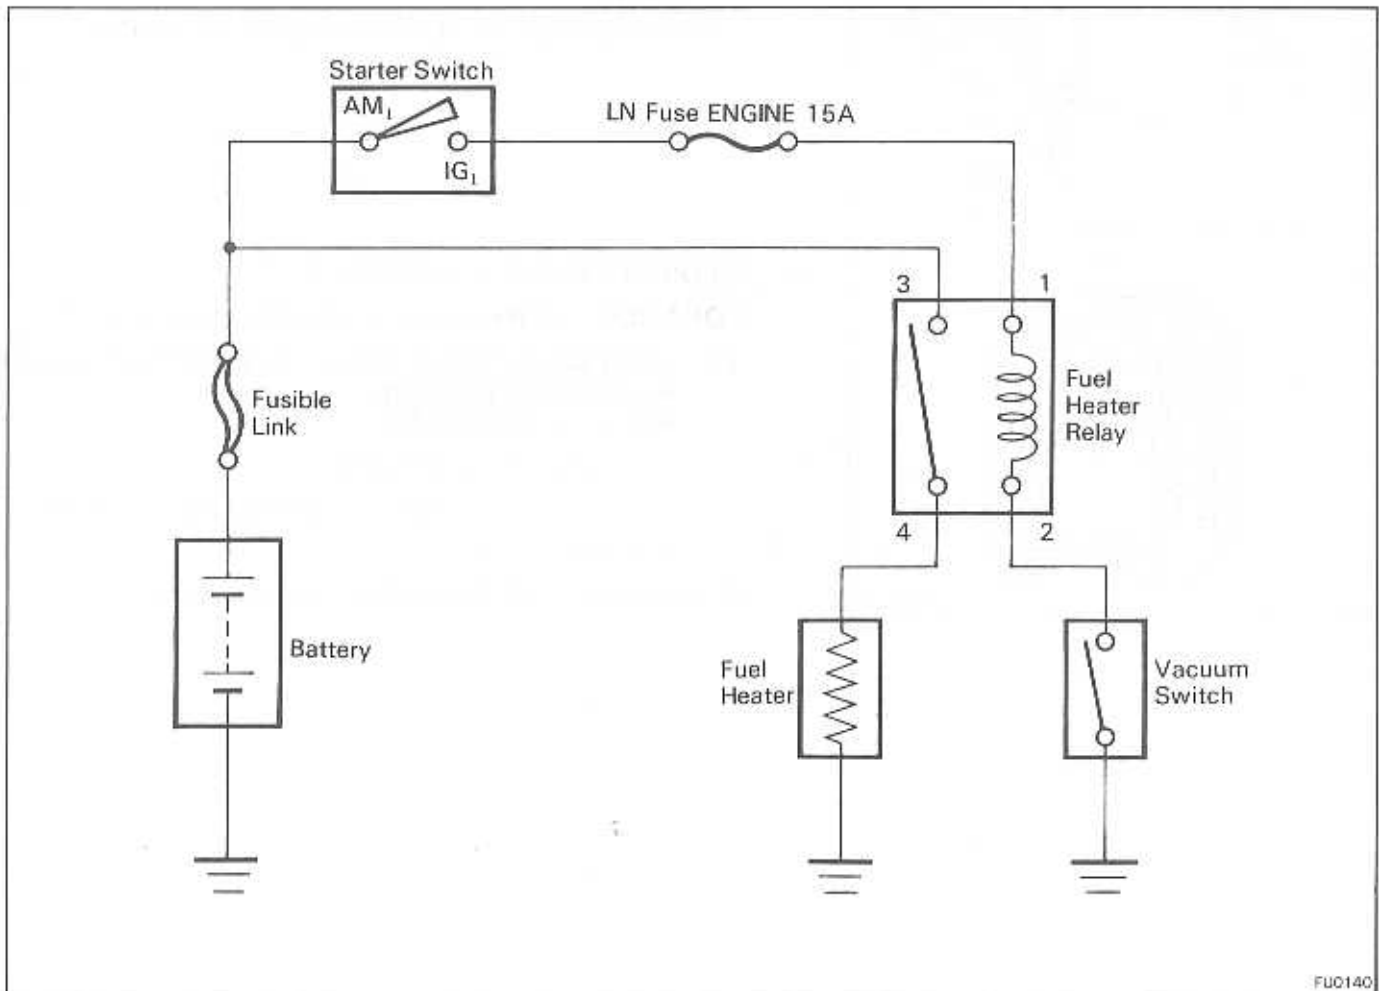 Starter Switch
AM₁
IG₁
LN Fuse ENGINE 15A
3
1
Fuel
Heater
Relay
4
2
Fusible
Link
Battery
Fuel
Heater
Vacuum
Switch
FU0140